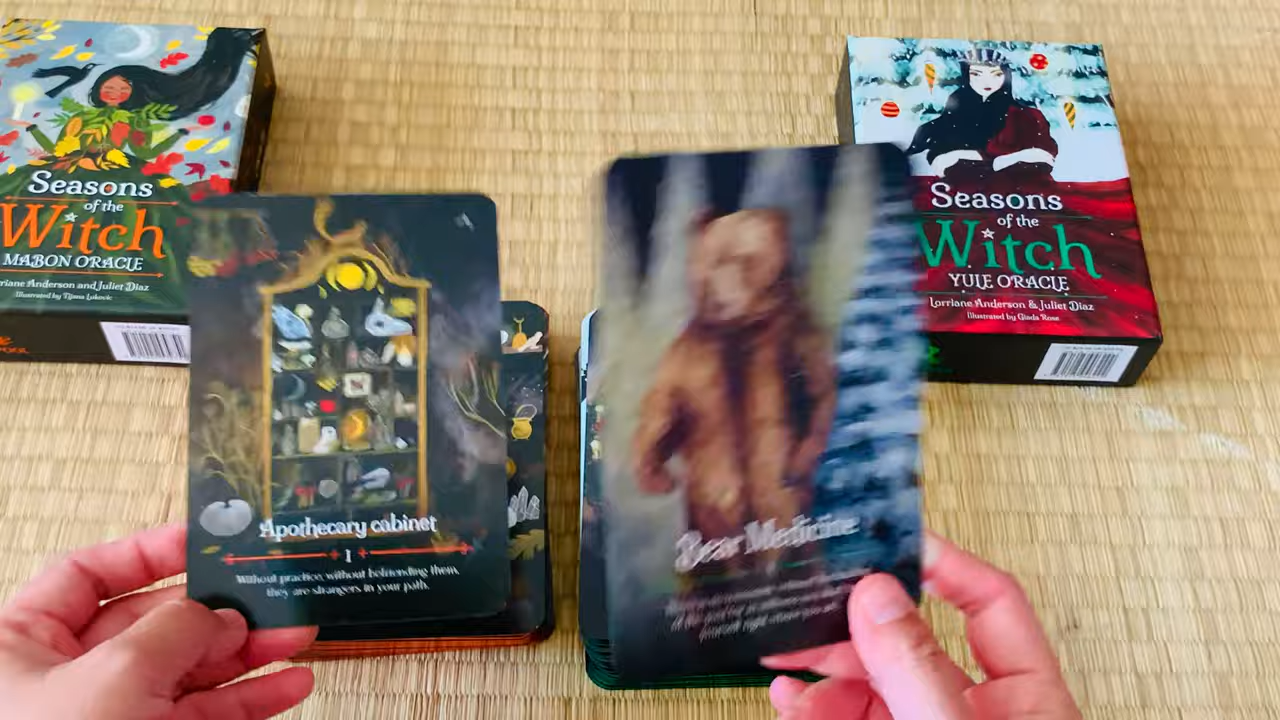 Seasons
of the
Witch
MABON ORACLE
rriane Anderson and Juliet Diaz
Illustrated by Tijana Lukovic
Apothecary cabinet
1
Without practice, without befriending them,
they are strangers in your path.
Bear Medicine
Seasons
of the
Witch
YULE ORACLE
Lorriane Anderson & Juliet Diaz
Illustrated by Giada Rose